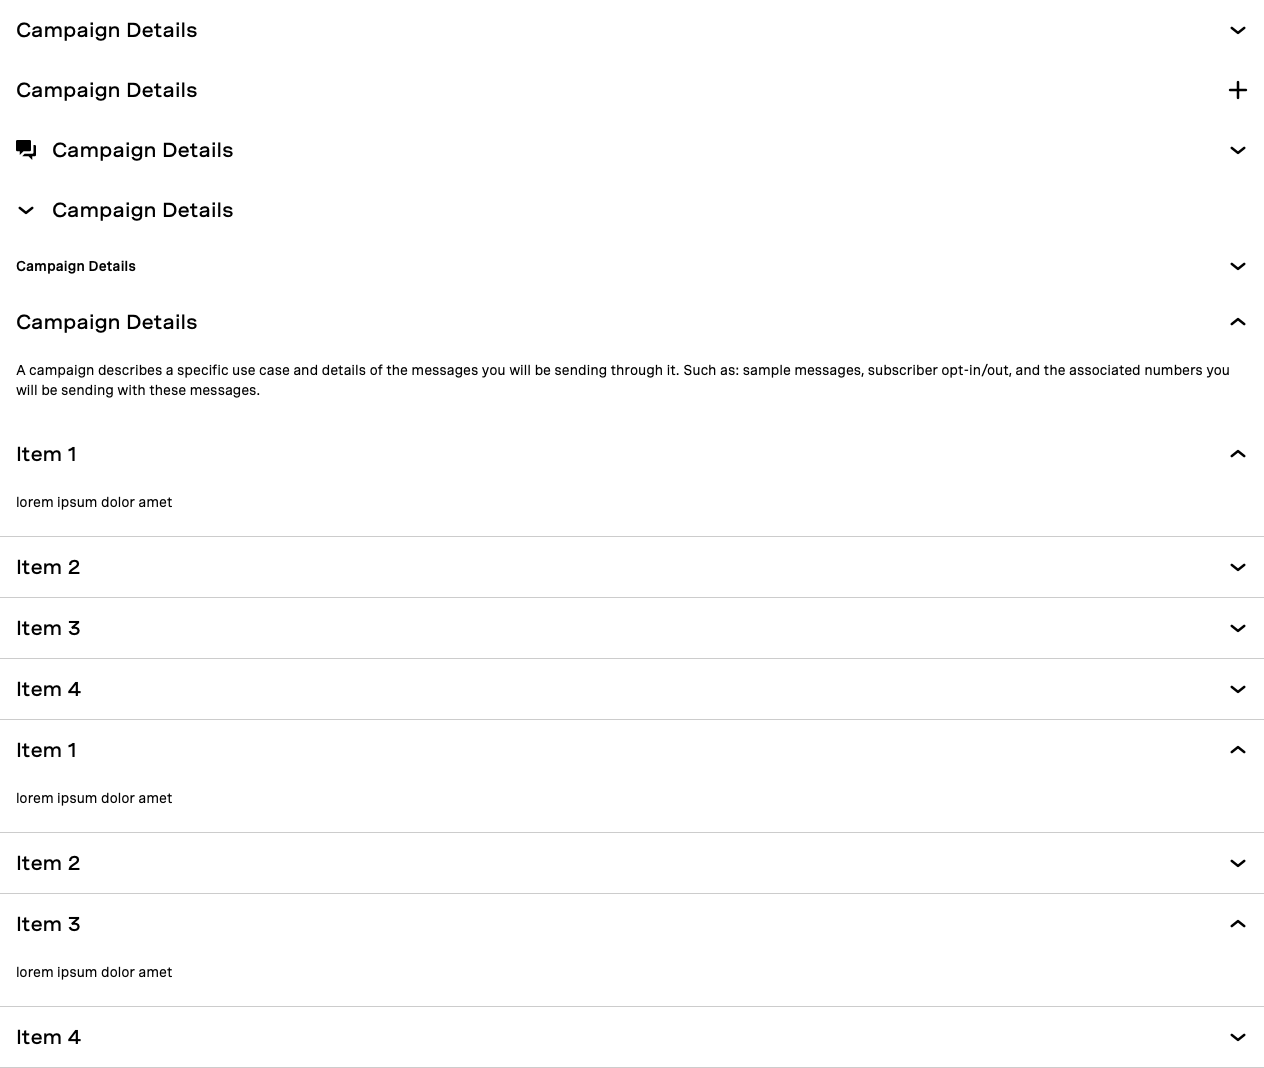 Campaign Details
Campaign Details
Campaign Details
Campaign Details
Campaign Details
Campaign Details
A campaign describes a specific use case and details of the messages you will be sending through it. Such as: sample messages, subscriber opt-in/out, and the associated numbers you
will be sending with these messages.
Item 1
lorem ipsum dolor amet
Item 2
Item 3
Item 4
Item 1
lorem ipsum dolor amet
Item 2
Item 3
lorem ipsum dolor amet
Item 4